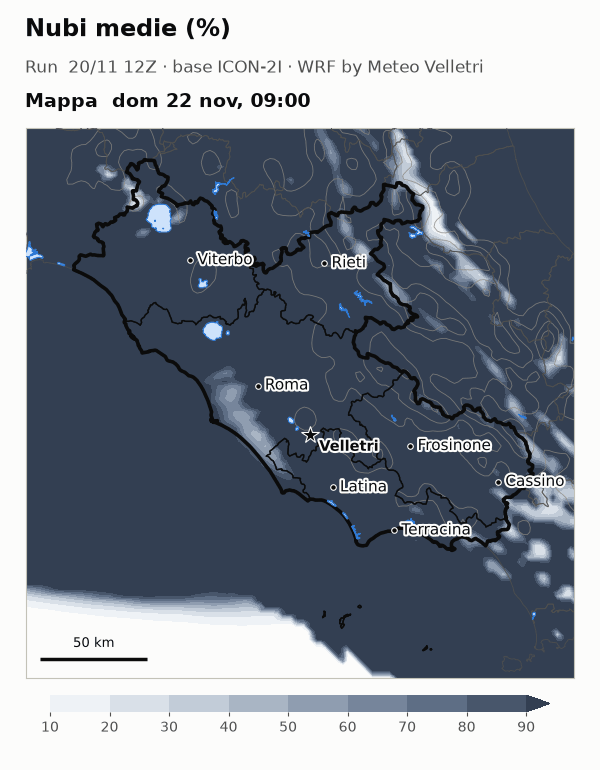 Nubi medie (%)
Run  20/11 12Z · base ICON-2I · WRF by Meteo Velletri
Mappa  dom 22 nov, 09:00
Viterbo
Rieti
Roma
Velletri
Frosinone
Cassino
Latina
Terracina
50 km
10 20 30 40 50 60 70 80 90